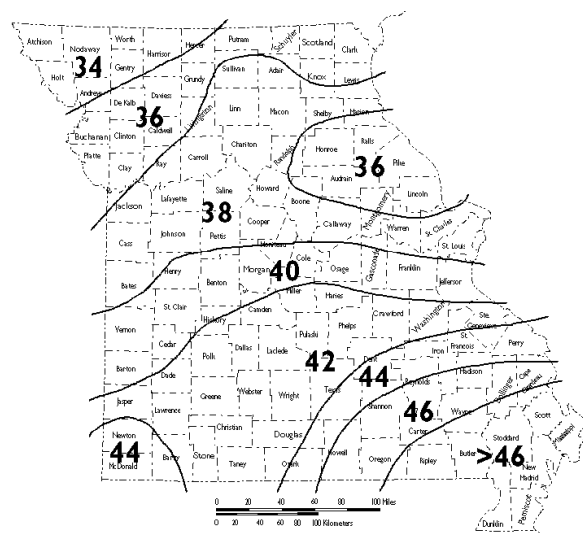 Atchison
Nodaway
Worth
Harrison
Mercer
Putnam
Schuyler
Scotland
Clark
Holt
34
Gentry
Grundy
Sullivan
Adair
Knox
Lewis
Andrew
De Kalb
Daviess
36
Livingston
Linn
Macon
Shelby
Marion
Buchanan
Clinton
Caldwell
Chariton
Randolph
Monroe
Ralls
Pike
Platte
Clay
Ray
Carroll
Audrain
36
Lincoln
Jackson
Lafayette
Saline
Howard
Boone
Montgomery
38
Cooper
Callaway
Warren
St. Charles
Cass
Johnson
Pettis
Moniteau
Cole
St. Louis
Henry
Morgan
40
Osage
Gasconade
Franklin
Jefferson
Bates
Benton
Miller
Maries
St. Clair
Camden
Crawford
Washington
Ste.
Genevieve
Vernon
Hickory
Pulaski
Phelps
St.
Francois
Perry
Cedar
Polk
Dallas
Laclede
42
Dent
Iron
Madison
Bollinger
Cape
Girardeau
Barton
Dade
Texas
44
Reynolds
Jasper
Greene
Webster
Wright
Shannon
46
Wayne
Scott
Lawrence
Christian
Douglas
Carter
Stoddard
Mississippi
Newton
44
McDonald
Barry
Stone
Taney
Ozark
Howell
Oregon
Ripley
Butler
>46
New
Madrid
Pemiscot
Dunklin
0 20 40 60 80 100 Miles
0 20 40 60 80 100 Kilometers